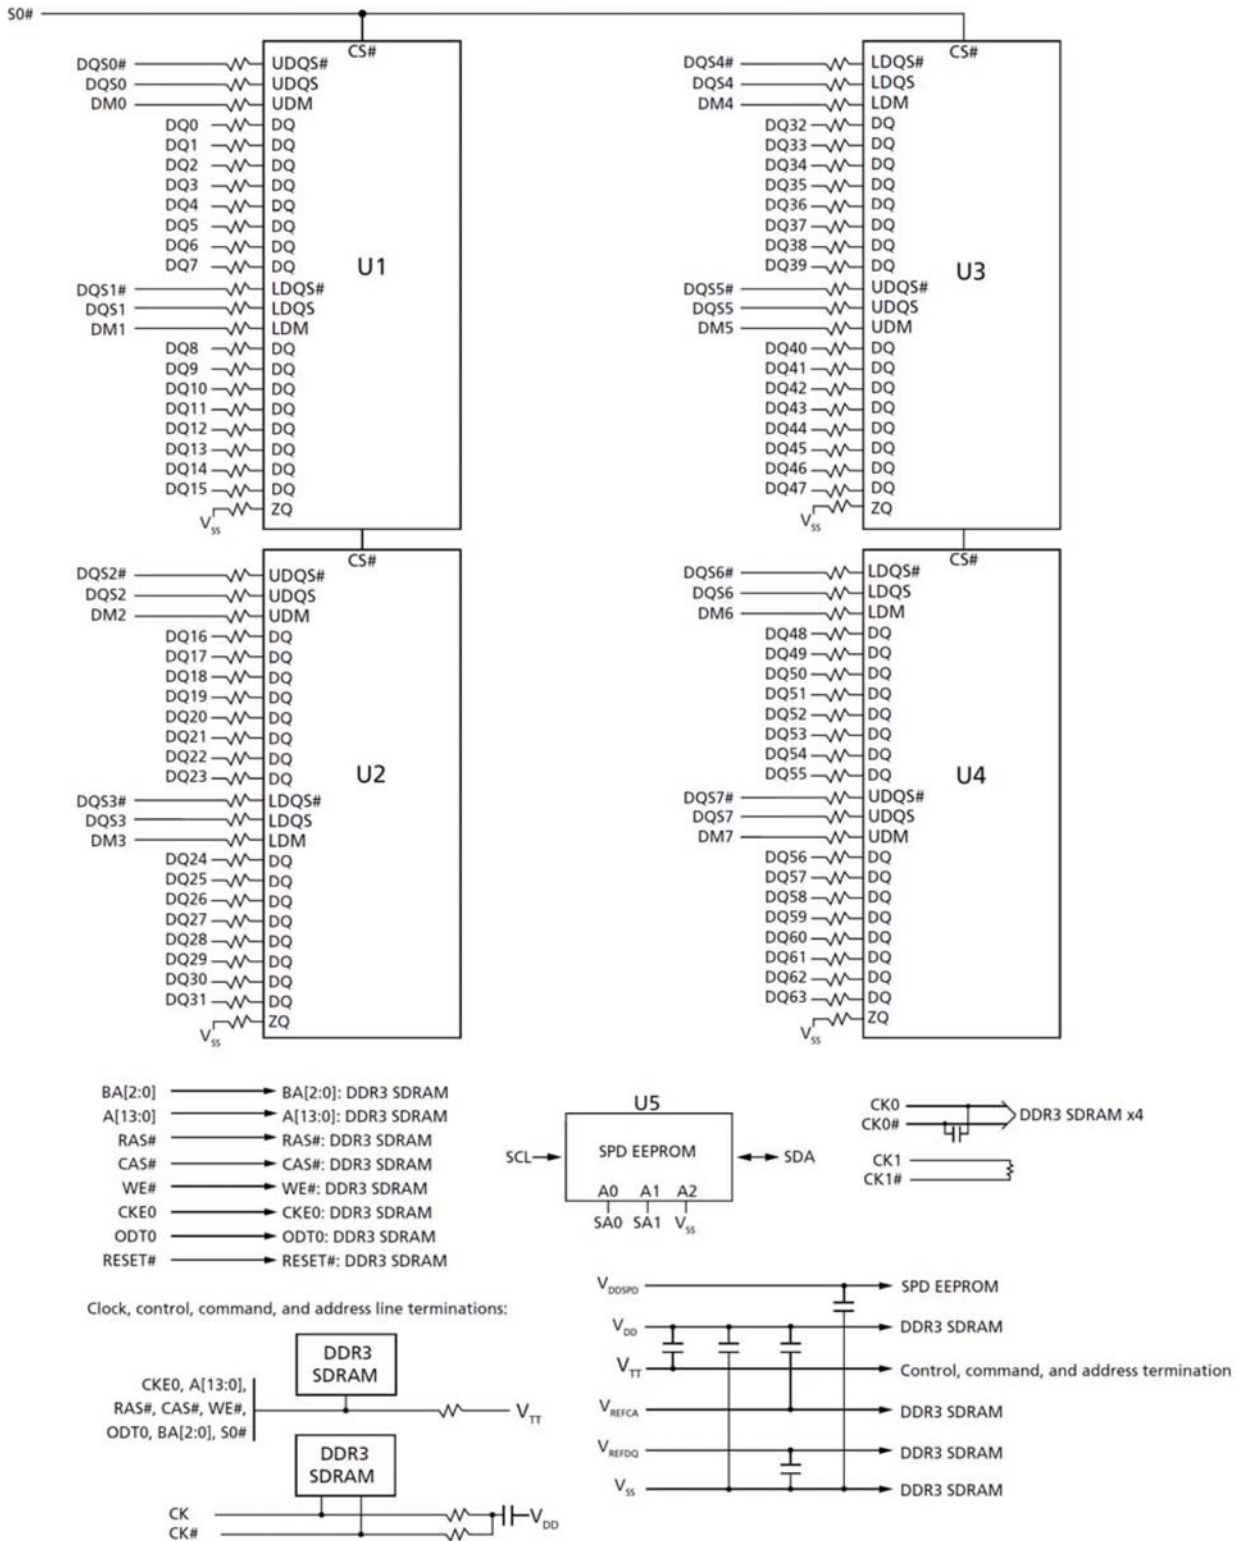 S0#
CS#
DQS0# UDQS#
DQS0 UDQS
DM0 UDM
DQ0 DQ
DQ1 DQ
DQ2 DQ
DQ3 DQ
DQ4 DQ
DQ5 DQ
DQ6 DQ
DQ7 DQ
U1
DQS1# LDQS#
DQS1 LDQS
DM1 LDM
DQ8 DQ
DQ9 DQ
DQ10 DQ
DQ11 DQ
DQ12 DQ
DQ13 DQ
DQ14 DQ
DQ15 DQ
VSS ZQ
CS#
DQS2# UDQS#
DQS2 UDQS
DM2 UDM
DQ16 DQ
DQ17 DQ
DQ18 DQ
DQ19 DQ
DQ20 DQ
DQ21 DQ
DQ22 DQ
DQ23 DQ
U2
DQS3# LDQS#
DQS3 LDQS
DM3 LDM
DQ24 DQ
DQ25 DQ
DQ26 DQ
DQ27 DQ
DQ28 DQ
DQ29 DQ
DQ30 DQ
DQ31 DQ
VSS ZQ
CS#
DQS4# LDQS#
DQS4 LDQS
DM4 LDM
DQ32 DQ
DQ33 DQ
DQ34 DQ
DQ35 DQ
DQ36 DQ
DQ37 DQ
DQ38 DQ
DQ39 DQ
U3
DQS5# UDQS#
DQS5 UDQS
DM5 UDM
DQ40 DQ
DQ41 DQ
DQ42 DQ
DQ43 DQ
DQ44 DQ
DQ45 DQ
DQ46 DQ
DQ47 DQ
VSS ZQ
CS#
DQS6# LDQS#
DQS6 LDQS
DM6 LDM
DQ48 DQ
DQ49 DQ
DQ50 DQ
DQ51 DQ
DQ52 DQ
DQ53 DQ
DQ54 DQ
DQ55 DQ
U4
DQS7# UDQS#
DQS7 UDQS
DM7 UDM
DQ56 DQ
DQ57 DQ
DQ58 DQ
DQ59 DQ
DQ60 DQ
DQ61 DQ
DQ62 DQ
DQ63 DQ
VSS ZQ
BA[2:0] BA[2:0]: DDR3 SDRAM
A[13:0] A[13:0]: DDR3 SDRAM
RAS# RAS#: DDR3 SDRAM
CAS# CAS#: DDR3 SDRAM
WE# WE#: DDR3 SDRAM
CKE0 CKE0: DDR3 SDRAM
ODT0 ODT0: DDR3 SDRAM
RESET# RESET#: DDR3 SDRAM
U5
SCL SPD EEPROM SDA
A0 A1 A2
SA0 SA1 VSS
CK0
CK0# DDR3 SDRAM x4
CK1
CK1#
Clock, control, command, and address line terminations:
DDR3
SDRAM
CKE0, A[13:0],
RAS#, CAS#, WE#,
ODT0, BA[2:0], S0#
VTT
DDR3
SDRAM
CK
CK#
VDD
VDDSPD SPD EEPROM
VDD DDR3 SDRAM
VTT Control, command, and address termination
VREFCA DDR3 SDRAM
VREFDQ DDR3 SDRAM
VSS DDR3 SDRAM